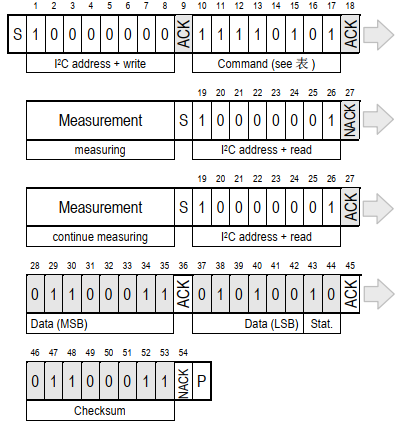 1 2 3 4 5 6 7 8 9 10 11 12 13 14 15 16 17 18
S 1 0 0 0 0 0 0 0 ACK 1 1 1 1 0 1 0 1 ACK
I²C address + write Command (see 表 )
19 20 21 22 23 24 25 26 27
Measurement S 1 0 0 0 0 0 0 1 NACK
measuring I²C address + read
19 20 21 22 23 24 25 26 27
Measurement S 1 0 0 0 0 0 0 1 ACK
continue measuring I²C address + read
28 29 30 31 32 33 34 35 36 37 38 39 40 41 42 43 44 45
0 1 1 0 0 0 1 1 ACK 0 1 0 1 0 0 1 0 ACK
Data (MSB) Data (LSB) Stat.
46 47 48 49 50 51 52 53 54
0 1 1 0 0 0 1 1 NACK P
Checksum